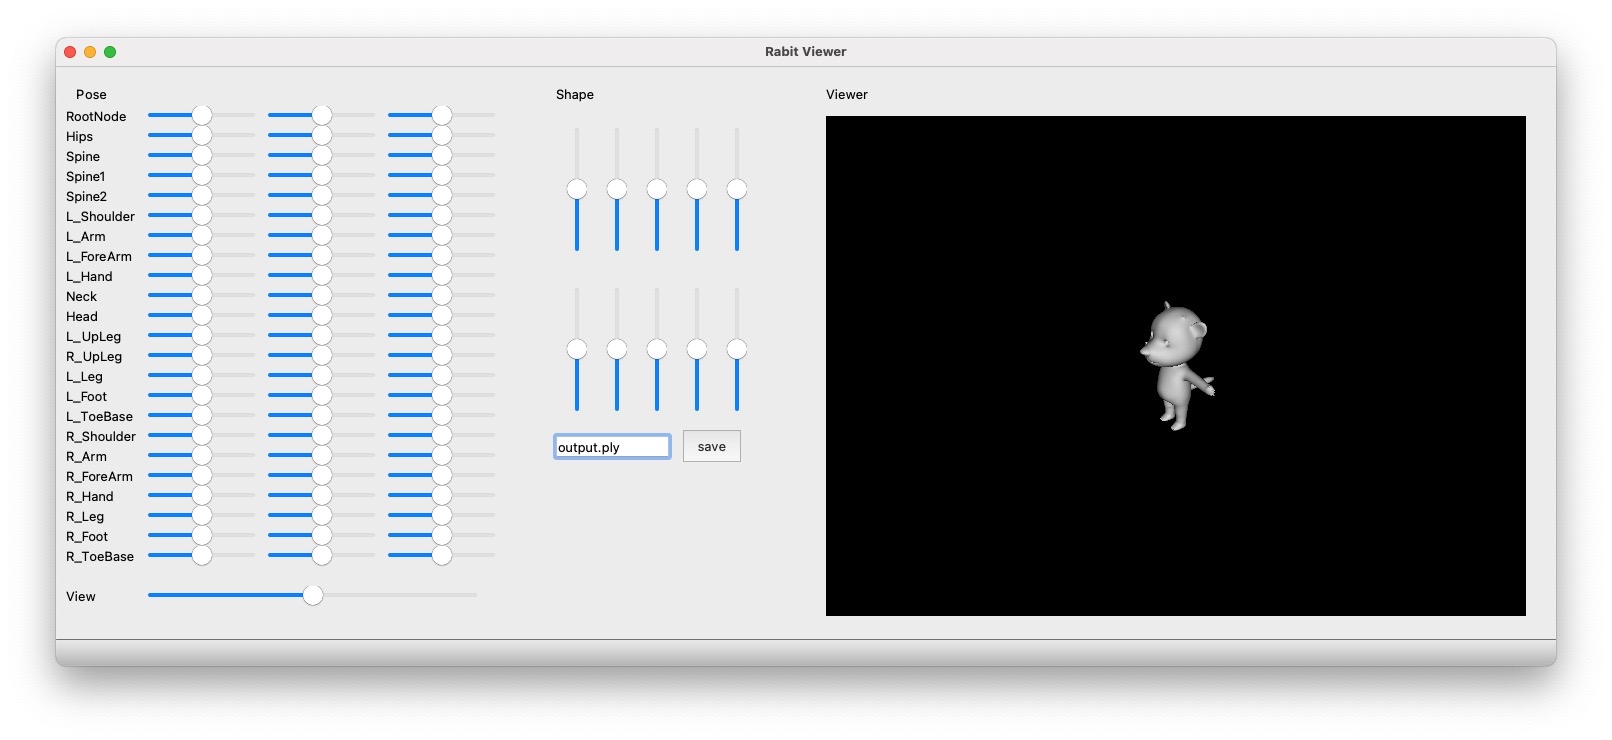 Rabit Viewer
Pose
RootNode
Hips
Spine
Spine1
Spine2
L_Shoulder
L_Arm
L_ForeArm
L_Hand
Neck
Head
L_UpLeg
R_UpLeg
L_Leg
L_Foot
L_ToeBase
R_Shoulder
R_Arm
R_ForeArm
R_Hand
R_Leg
R_Foot
R_ToeBase
View
Shape
output.ply
save
Viewer